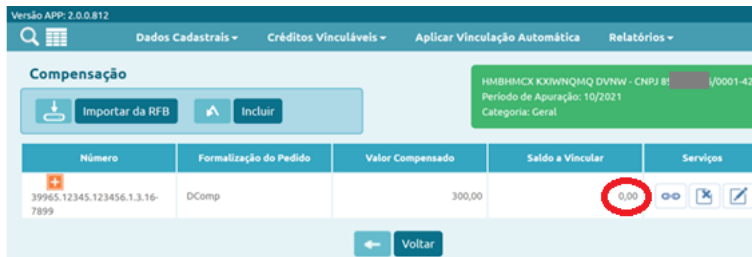 Versão APP: 2.0.0.812
Dados Cadastrais Créditos Vinculáveis Aplicar Vinculação Automática Relatórios
Compensação
HMBHMCX KXIWNQMQ DVNW - CNPJ 8 /0001-42
Período de Apuração: 10/2021
Categoria: Geral
Importar da RFB Incluir
Número Formalização do Pedido Valor Compensado Saldo a Vincular Serviços
39965.12345.123456.1.3.16-
7899
DComp 300,00 0,00
Voltar